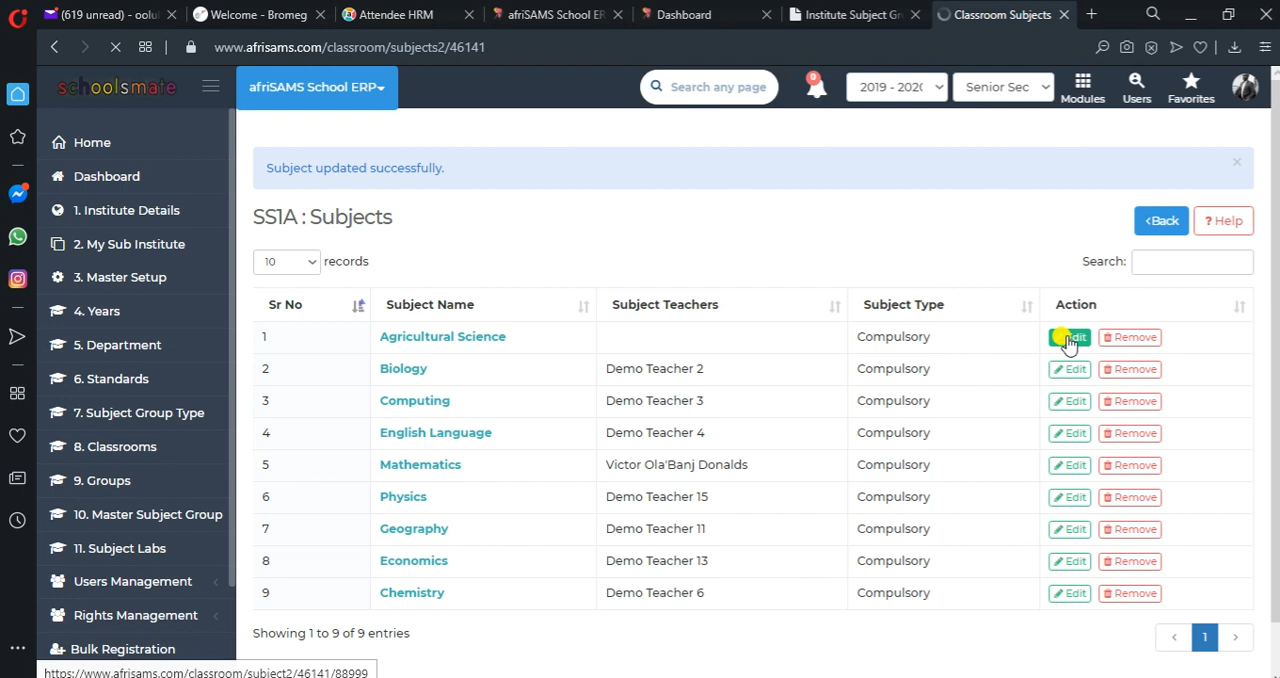 (619 unread) - oolu
Welcome - Bromeg
Attendee HRM
afriSAMS School ER
Dashboard
Institute Subject Gr
Classroom Subjects
www.afrisams.com/classroom/subjects2/46141
schoolsmate
afriSAMS School ERP
Search any page
0
2019 - 202
Senior Sec
Modules
Users
Favorites
Home
Dashboard
1. Institute Details
2. My Sub Institute
3. Master Setup
4. Years
5. Department
6. Standards
7. Subject Group Type
8. Classrooms
9. Groups
10. Master Subject Group
11. Subject Labs
Users Management
Rights Management
Bulk Registration
Subject updated successfully.
SS1A : Subjects
Back
? Help
10 records
Search:
Sr No Subject Name Subject Teachers Subject Type Action
1 Agricultural Science Compulsory Edit Remove
2 Biology Demo Teacher 2 Compulsory Edit Remove
3 Computing Demo Teacher 3 Compulsory Edit Remove
4 English Language Demo Teacher 4 Compulsory Edit Remove
5 Mathematics Victor Ola'Banj Donalds Compulsory Edit Remove
6 Physics Demo Teacher 15 Compulsory Edit Remove
7 Geography Demo Teacher 11 Compulsory Edit Remove
8 Economics Demo Teacher 13 Compulsory Edit Remove
9 Chemistry Demo Teacher 6 Compulsory Edit Remove
Showing 1 to 9 of 9 entries
1
https://www.afrisams.com/classroom/subject2/46141/88999